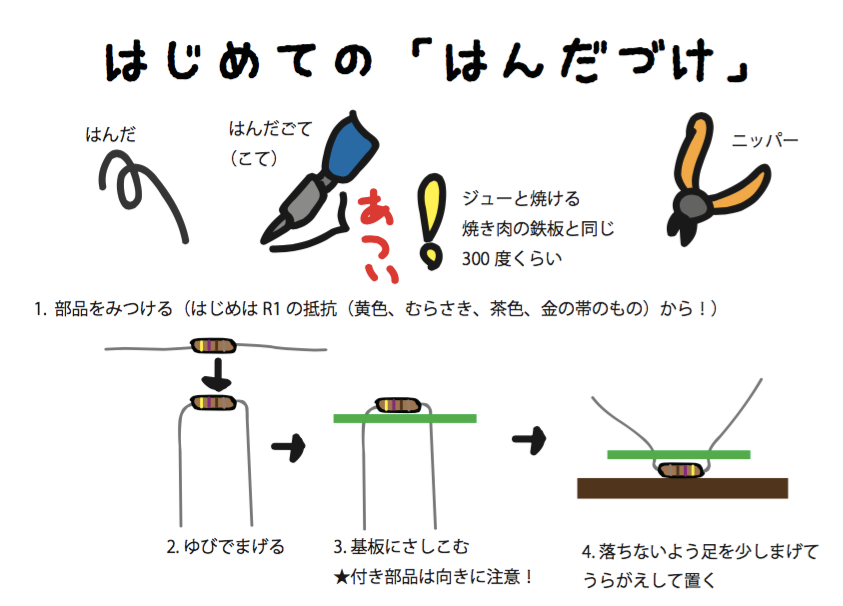 はじめての「はんだづけ」
はんだ
はんだごて
（こて）
あつい
ジューと焼ける
焼き肉の鉄板と同じ
300 度くらい
ニッパー
1. 部品をみつける（はじめは R1 の抵抗（黄色、むらさき、茶色、金の帯のもの）から！）
2. ゆびでまげる
3. 基板にさしこむ
★付き部品は向きに注意！
4. 落ちないよう足を少しまげて
うらがえして置く